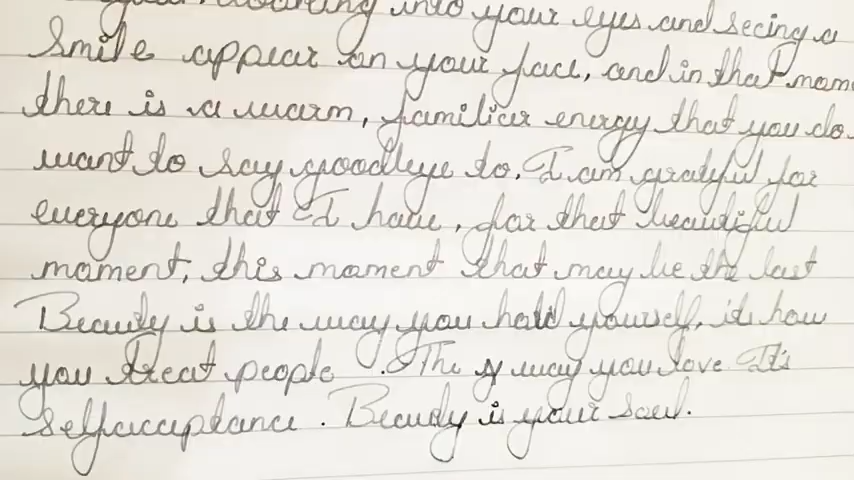 into your eyes and seeing a
Smile appear on your face, and in that mom
there is a warm, familiar energy that you do
want to say goodbye to. I am grateful for
everyone that I have, for that beautiful
moment, this moment that may be the last
Beauty is the way you hold yourself, it's how
you treat people . The way you love It's
Selfacceptance. Beauty is your soul.